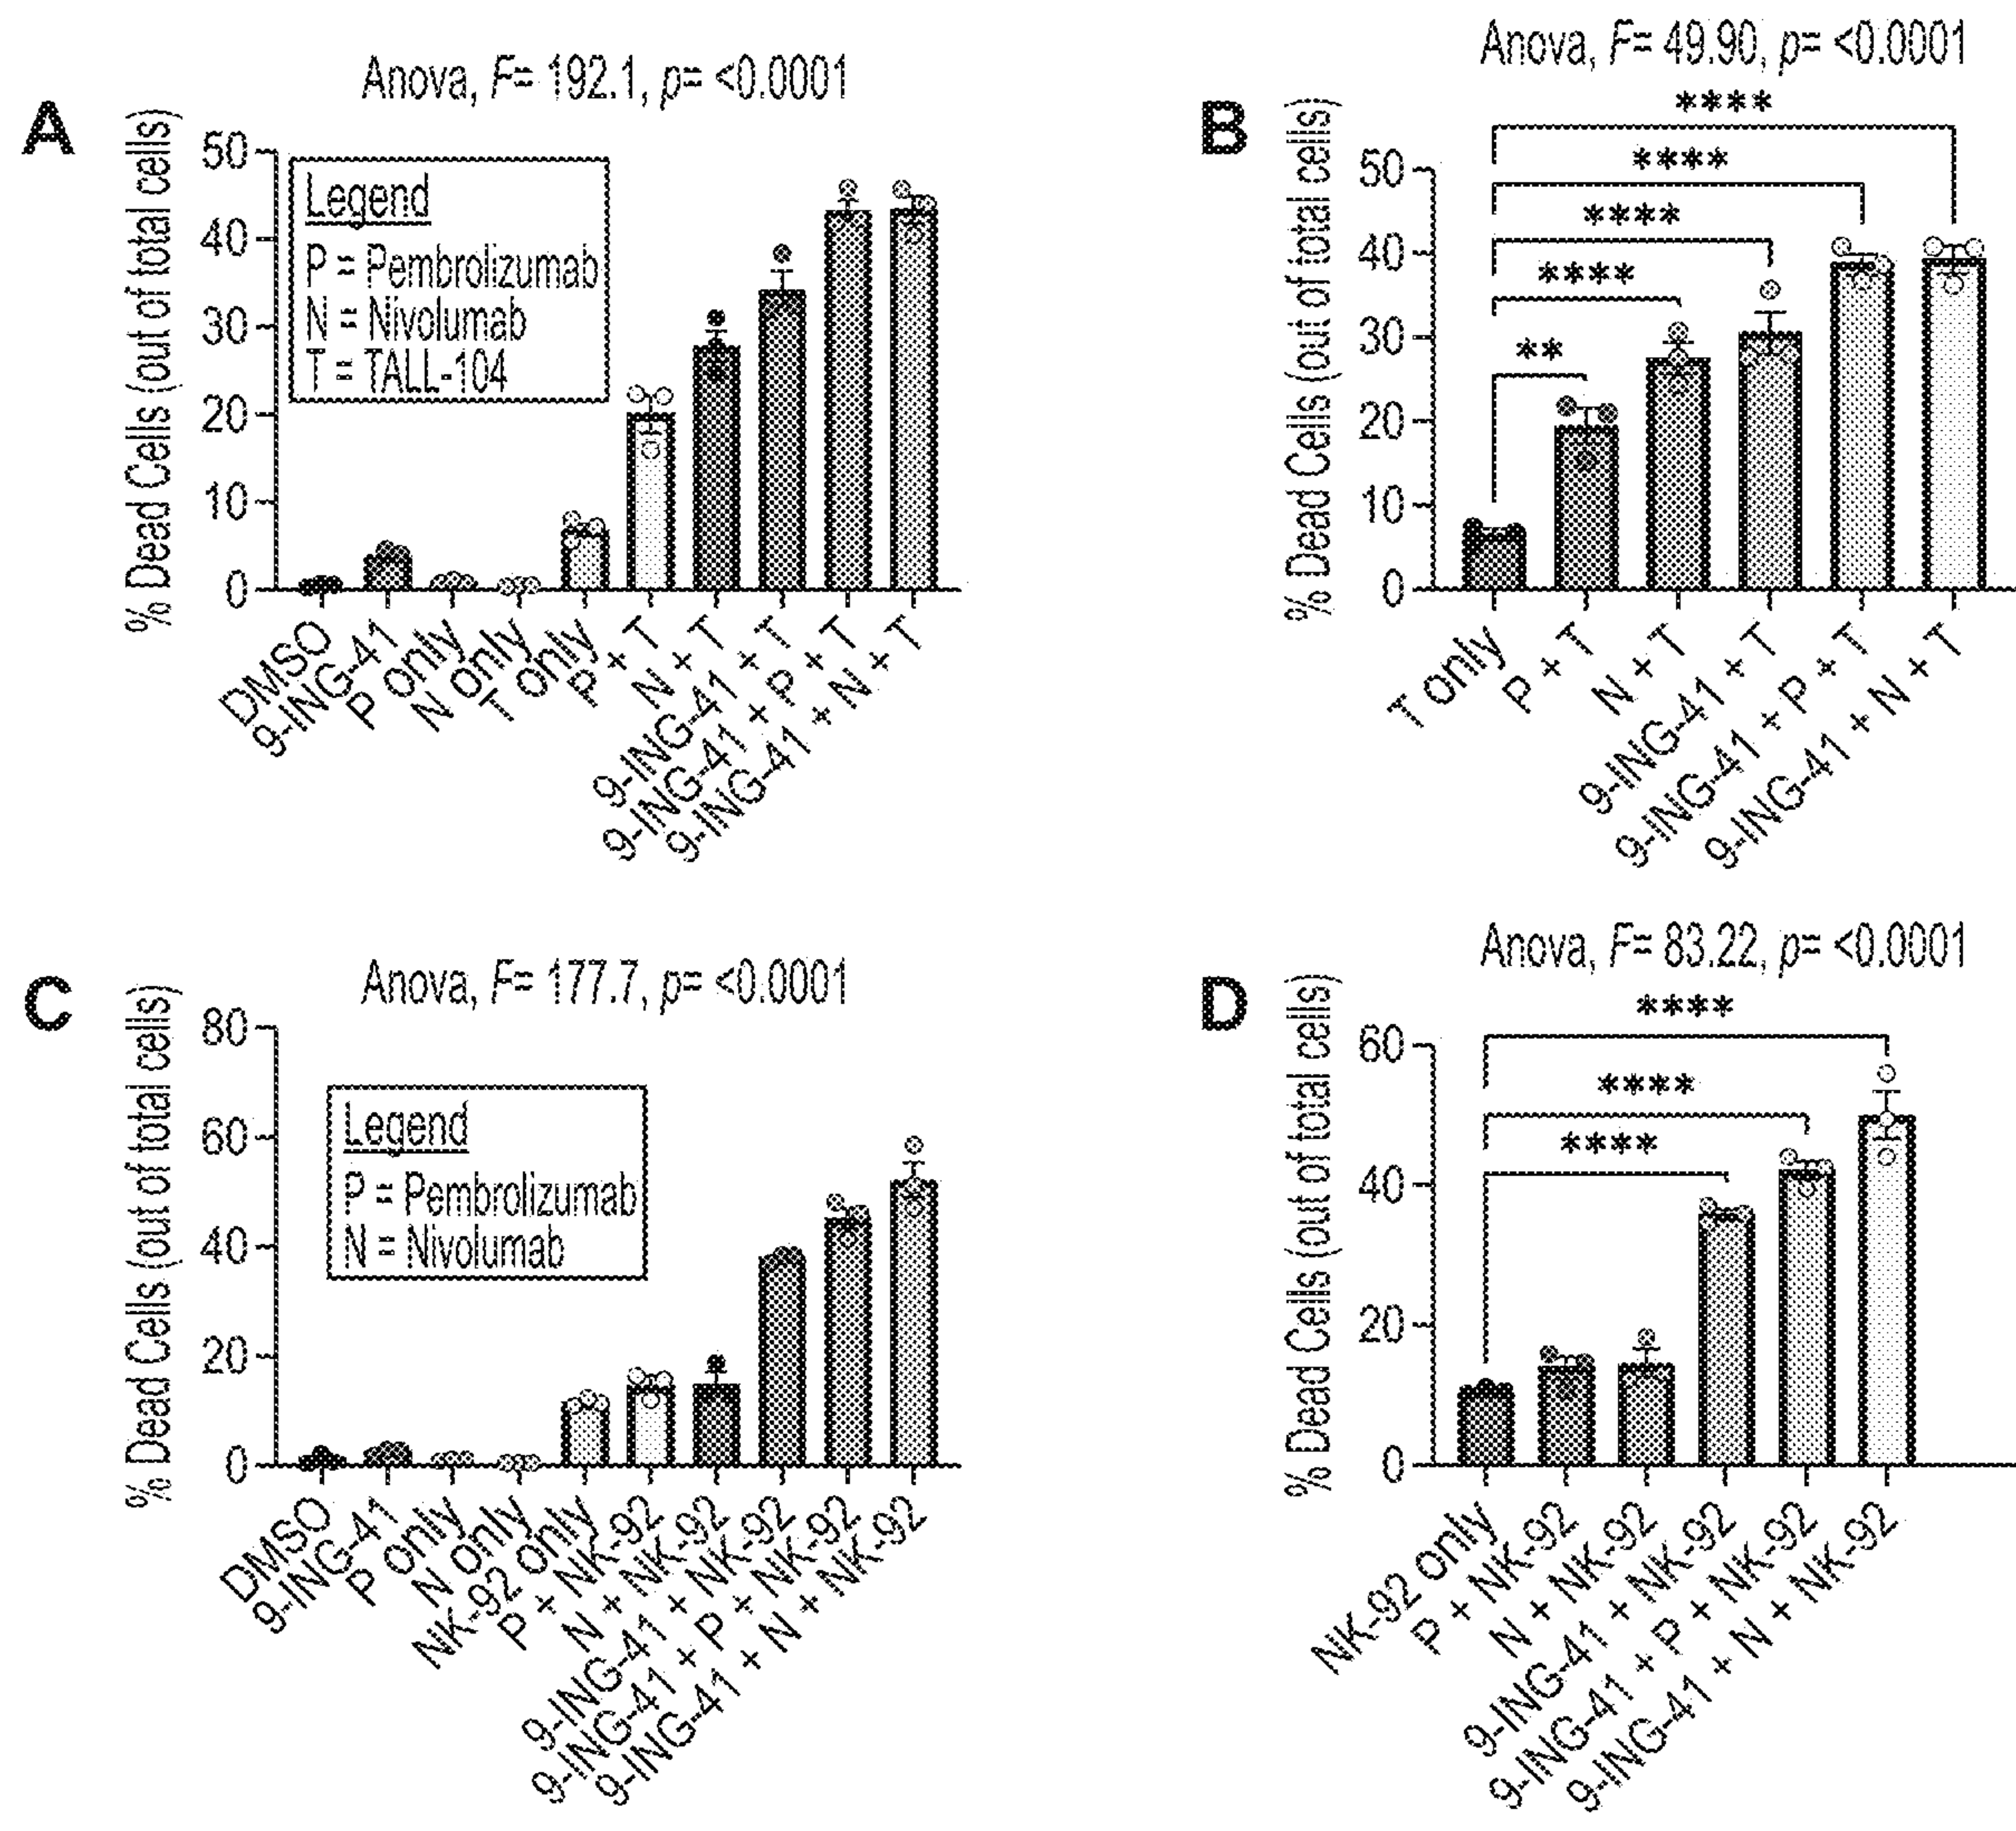 A
Anova, F= 192.1, p= <0.0001
% Dead Cells (out of total cells)
50
40
30
20
10
0
Legend
P = Pembrolizumab
N = Nivolumab
T = TALL-104
DMSO
9-ING-41
P only
N only
T only
P + T
N + T
9-ING-41 + T
9-ING-41 + P + T
9-ING-41 + N + T
B
Anova, F= 49.90, p= <0.0001
% Dead Cells (out of total cells)
50
40
30
20
10
0
****
****
****
****
**
T only
P + T
N + T
9-ING-41 + T
9-ING-41 + P + T
9-ING-41 + N + T
C
Anova, F= 177.7, p= <0.0001
% Dead Cells (out of total cells)
80
60
40
20
0
Legend
P = Pembrolizumab
N = Nivolumab
DMSO
9-ING-41
P only
N only
NK-92 only
P + NK-92
N + NK-92
9-ING-41 + NK-92
9-ING-41 + P + NK-92
9-ING-41 + N + NK-92
D
Anova, F= 83.22, p= <0.0001
% Dead Cells (out of total cells)
60
40
20
0
****
****
****
NK-92 only
P + NK-92
N + NK-92
9-ING-41 + NK-92
9-ING-41 + P + NK-92
9-ING-41 + N + NK-92